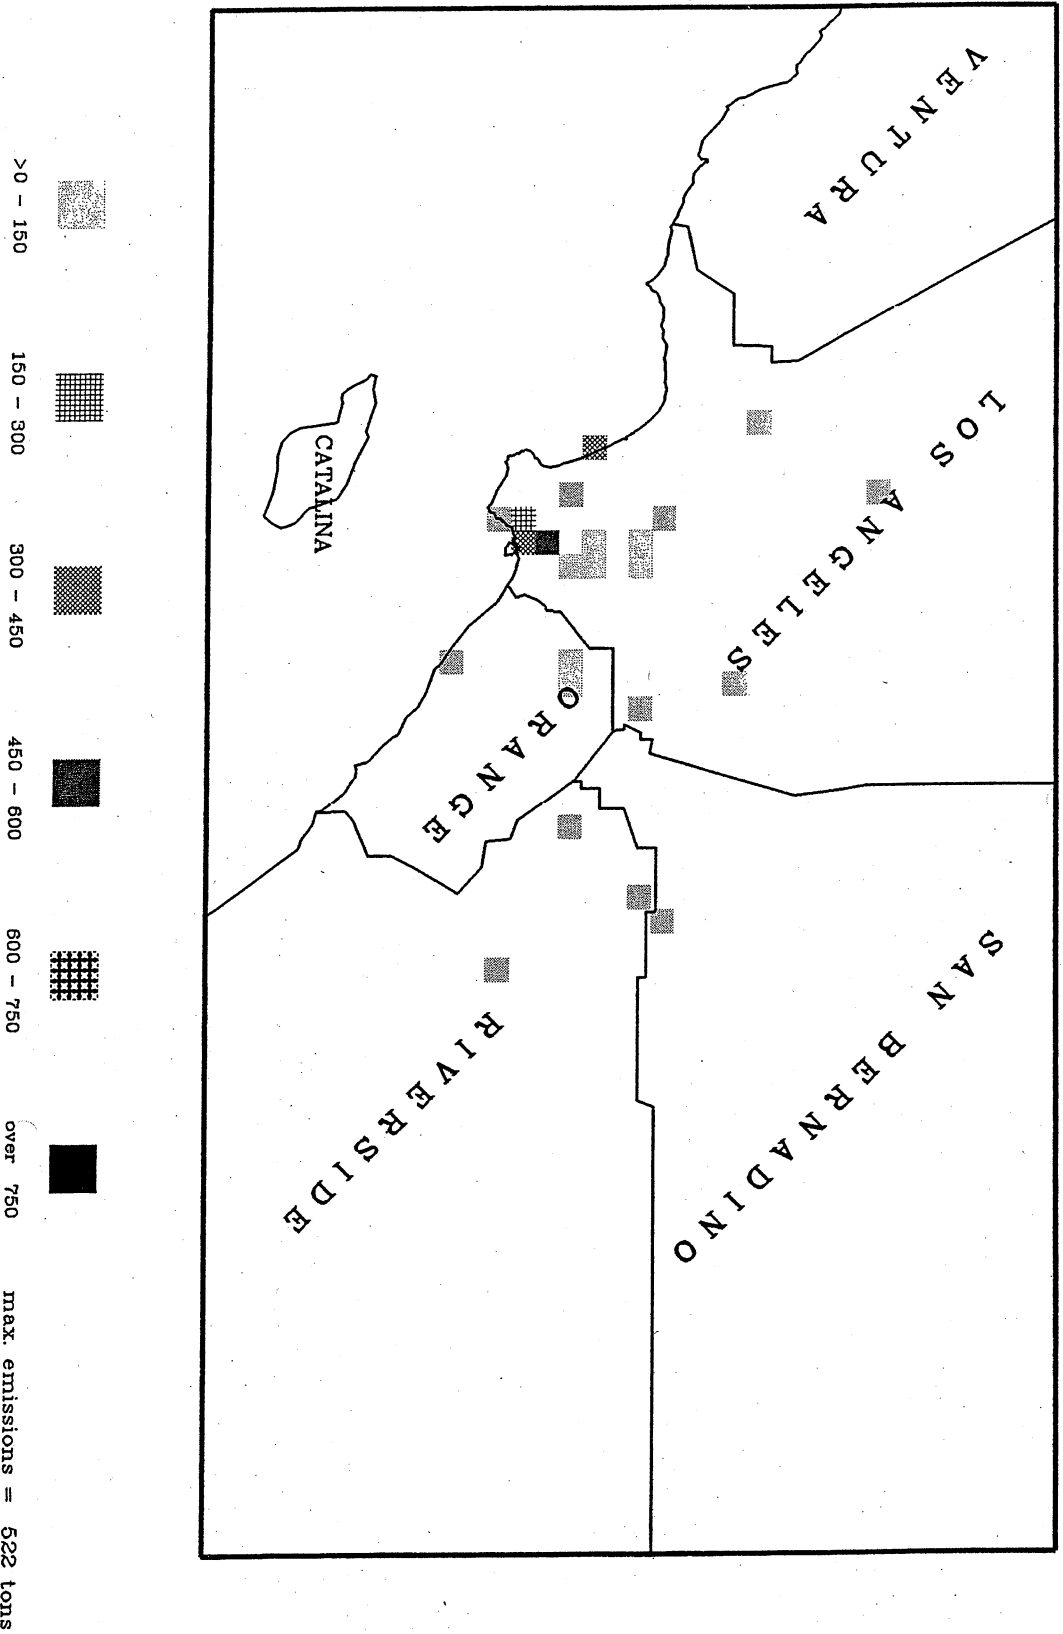 VENTURA
LOS ANGELES
SAN BERNADINO
ORANGE
RIVERSIDE
CATALINA
>0 - 150
150 - 300
300 - 450
450 - 600
600 - 750
over 750
max. emissions = 522 tons